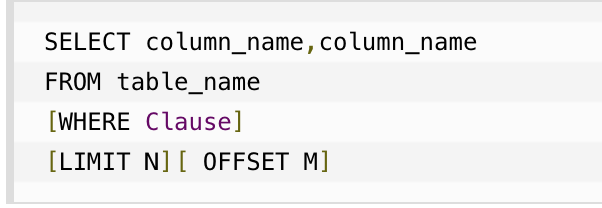 SELECT column_name,column_name
FROM table_name
[WHERE Clause]
[LIMIT N][ OFFSET M]